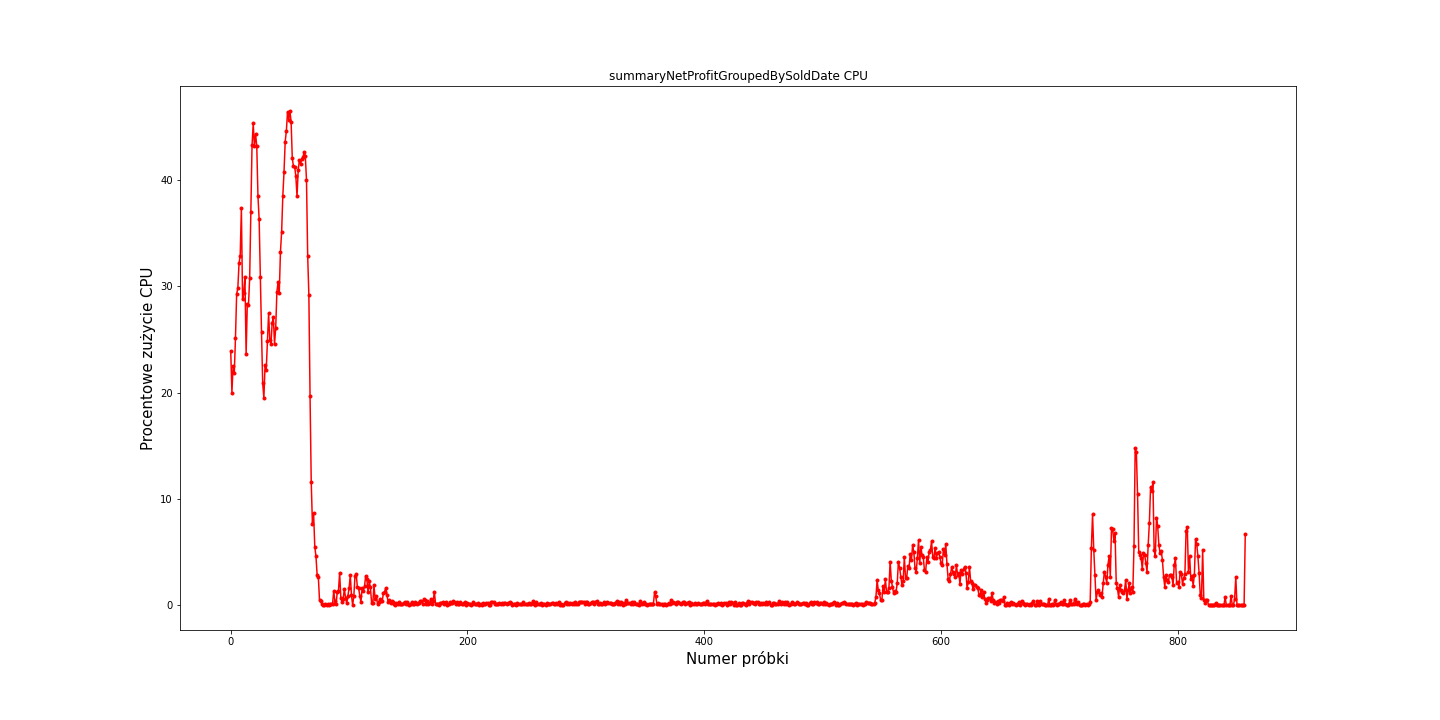 summaryNetProfitGroupedBySoldDate CPU
Procentowe zużycie CPU
40
30
20
10
0
0 200 400 600 800
Numer próbki